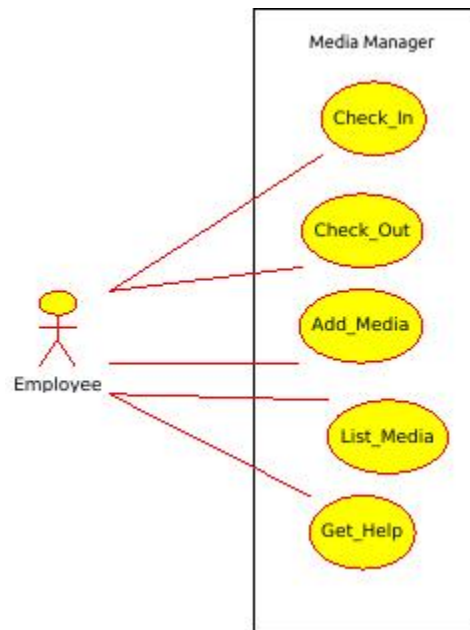 Media Manager
Check_In
Check_Out
Add_Media
Employee
List_Media
Get_Help